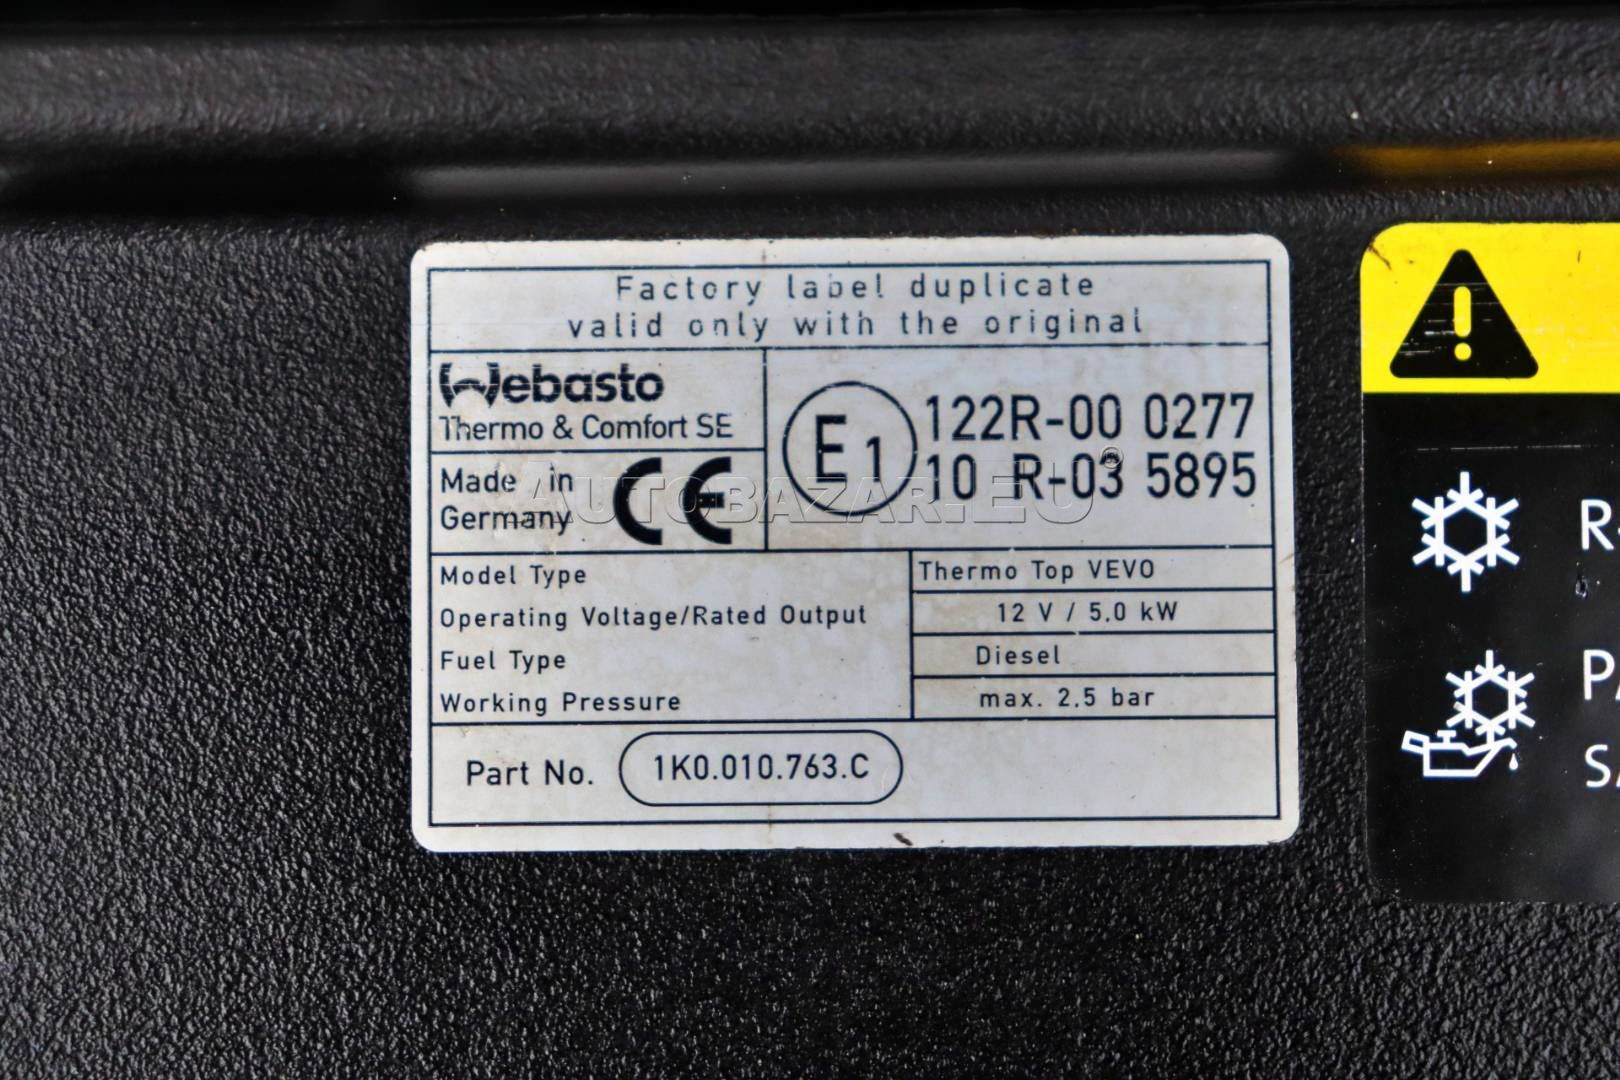 Factory label duplicate
valid only with the original
Webasto
Thermo & Comfort SE
Made in
Germany
CE
E1
122R-00 0277
10 R-03 5895
AUTOBAZAR.EU®
Model Type
Thermo Top VEVO
Operating Voltage/Rated Output
12 V / 5.0 kW
Fuel Type
Diesel
Working Pressure
max. 2,5 bar
Part No.
1K0.010.763.C